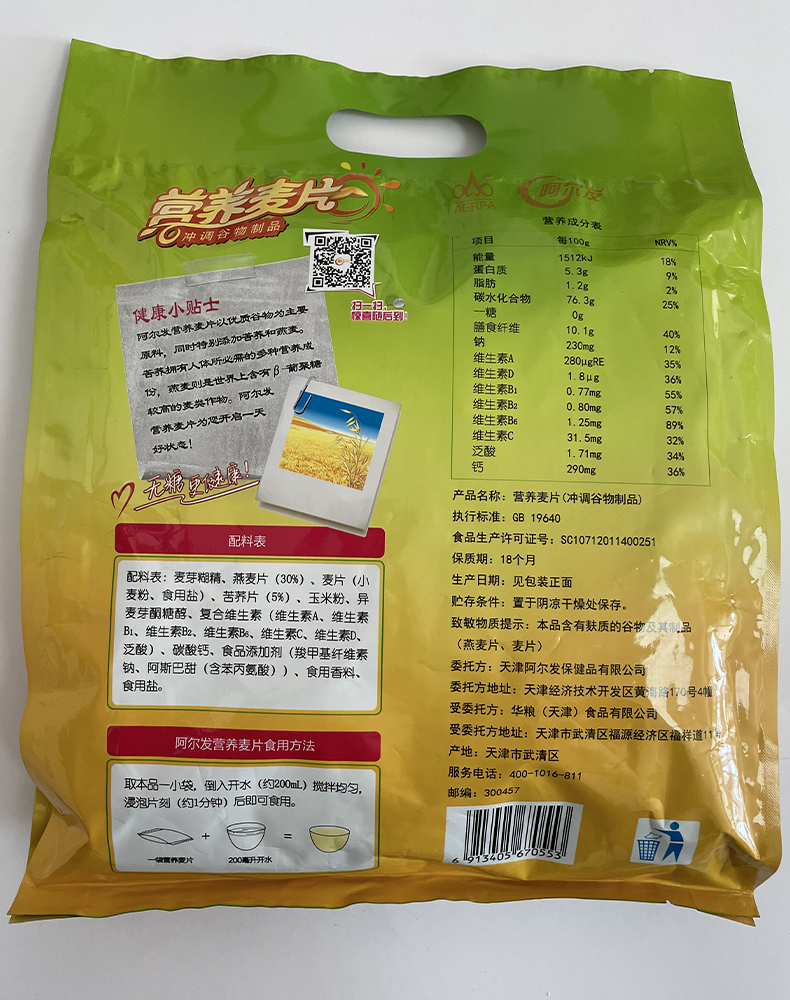 营养麦片
冲调谷物制品
扫一扫,
惊喜随后到!
健康小贴士
阿尔发营养麦片以优质谷物为主要
原料，同时特别添加苦荞和燕麦。
苦荞拥有人体所必需的多种营养成
份，燕麦则是世界上含有β-葡聚糖
较高的麦类作物。阿尔发
营养麦片为您开启一天
好状态!
无糖更健康!
配料表
配料表：麦芽糊精、燕麦片（30%）、麦片（小
麦粉、食用盐）、苦荞片（5%）、玉米粉、异
麦芽酮糖醇、复合维生素（维生素A、维生素
B₁、维生素B₂、维生素B₆、维生素C、维生素D、
泛酸）、碳酸钙、食品添加剂（羧甲基纤维素
钠、阿斯巴甜（含苯丙氨酸））、食用香料、
食用盐。
阿尔发营养麦片食用方法
取本品一小袋，倒入开水（约200mL）搅拌均匀，
浸泡片刻（约1分钟）后即可食用。
+ =
一袋营养麦片 200毫升开水
AERFA 阿尔发
营养成分表
项目 每100g NRV%
能量 1512kJ 18%
蛋白质 5.3g 9%
脂肪 1.2g 2%
碳水化合物 76.3g 25%
—糖 0g
膳食纤维 10.1g 40%
钠 230mg 12%
维生素A 280μgRE 35%
维生素D 1.8μg 36%
维生素B₁ 0.77mg 55%
维生素B₂ 0.80mg 57%
维生素B₆ 1.25mg 89%
维生素C 31.5mg 32%
泛酸 1.71mg 34%
钙 290mg 36%
产品名称：营养麦片(冲调谷物制品)
执行标准：GB 19640
食品生产许可证号：SC10712011400251
保质期：18个月
生产日期：见包装正面
贮存条件：置于阴凉干燥处保存。
致敏物质提示：本品含有麸质的谷物及其制品
（燕麦片、麦片）
委托方：天津阿尔发保健品有限公司
委托方地址：天津经济技术开发区黄海路170号4幢
受委托方：华粮（天津）食品有限公司
受委托方地址：天津市武清区福源经济区福祥道11
产地：天津市武清区
服务电话：400-1016-811
邮编：300457
6 913405 670553